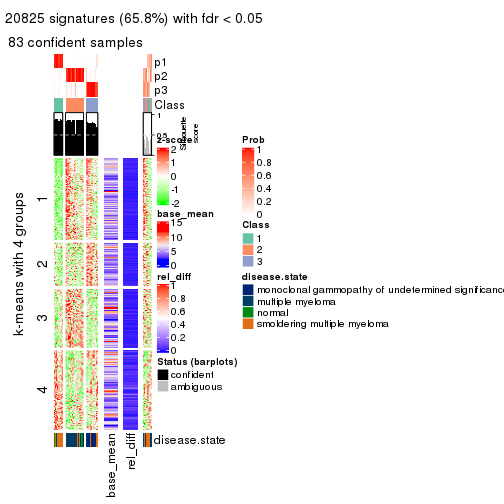 20825 signatures (65.8%) with fdr < 0.05
83 confident samples
p1
p2
p3
Class
1
0.5
Silhouette
score
k-means with 4 groups
1
2
3
4
base_mean
rel_diff
disease.state
z-score
2
1
0
-1
-2
base_mean
15
10
5
0
rel_diff
1
0.8
0.6
0.4
0.2
0
Status (barplots)
confident
ambiguous
Prob
1
0.8
0.6
0.4
0.2
0
Class
1
2
3
disease.state
monoclonal gammopathy of undetermined significance
multiple myeloma
normal
smoldering multiple myeloma